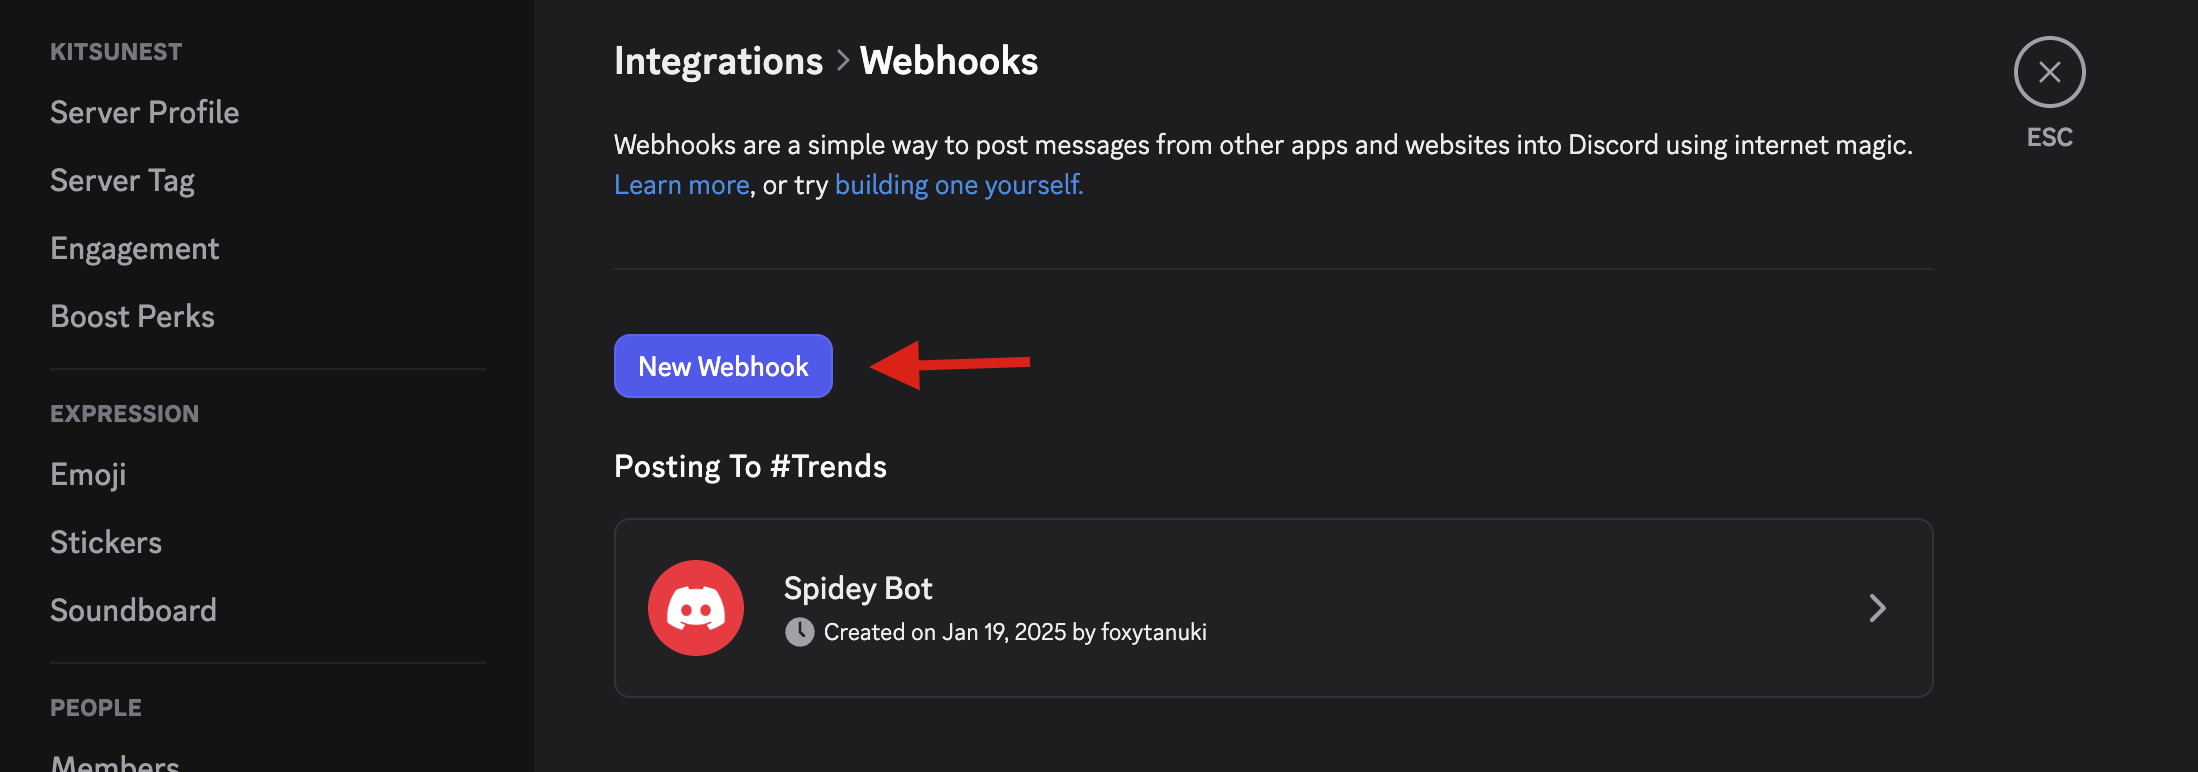 KITSUNEST
Server Profile
Server Tag
Engagement
Boost Perks
EXPRESSION
Emoji
Stickers
Soundboard
PEOPLE
Members
Integrations > Webhooks
Webhooks are a simple way to post messages from other apps and websites into Discord using internet magic.
Learn more, or try building one yourself.
New Webhook
Posting To #Trends
Spidey Bot
Created on Jan 19, 2025 by foxytanuki
ESC